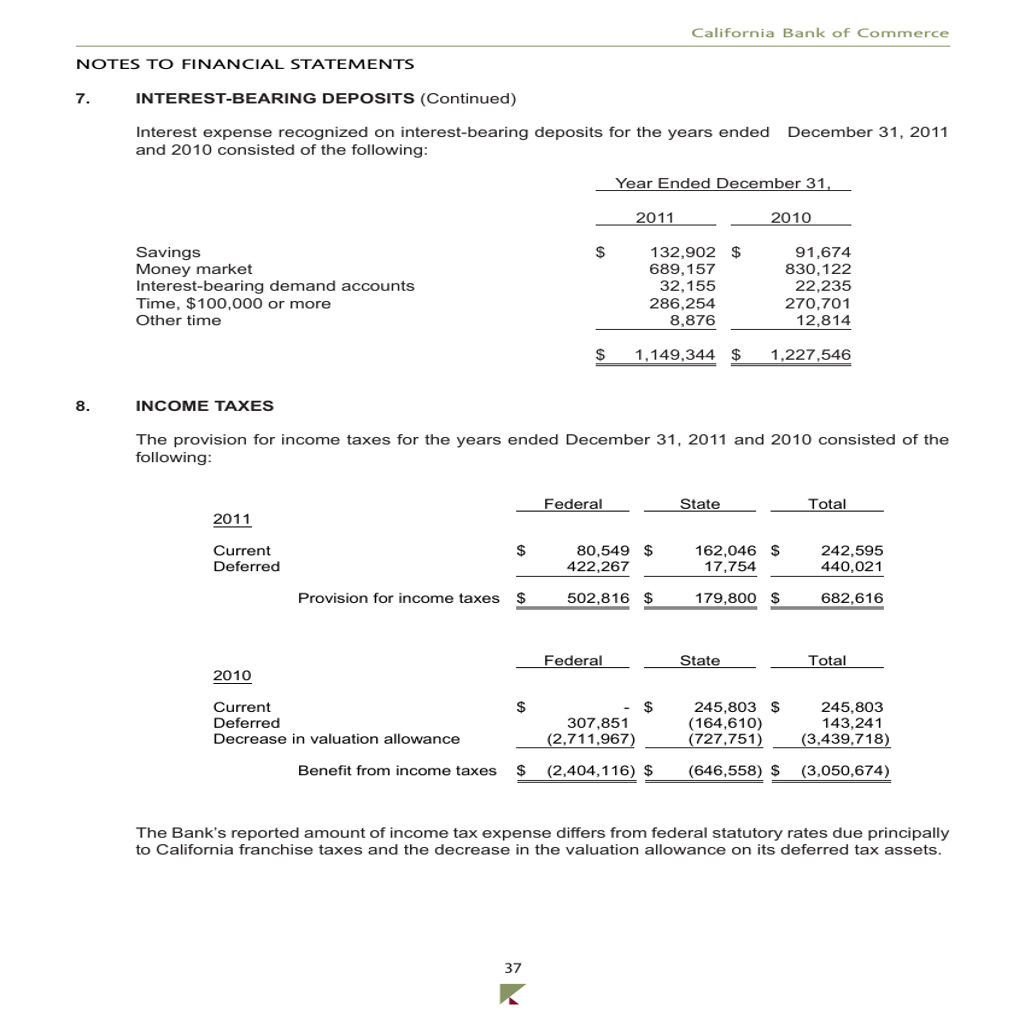 California Bank of Commerce
NOTES TO FINANCIAL STATEMENTS
7. INTEREST-BEARING DEPOSITS (Continued)
Interest expense recognized on interest-bearing deposits for the years ended December 31, 2011
and 2010 consisted of the following:
Year Ended December 31,
2011 2010
Savings $ 132,902 $ 91,674
Money market 689,157 830,122
Interest-bearing demand accounts 32,155 22,235
Time, $100,000 or more 286,254 270,701
Other time 8,876 12,814
$ 1,149,344 $ 1,227,546
8. INCOME TAXES
The provision for income taxes for the years ended December 31, 2011 and 2010 consisted of the
following:
Federal State Total
2011
Current $ 80,549 $ 162,046 $ 242,595
Deferred 422,267 17,754 440,021
Provision for income taxes $ 502,816 $ 179,800 $ 682,616
Federal State Total
2010
Current $ - $ 245,803 $ 245,803
Deferred 307,851 (164,610) 143,241
Decrease in valuation allowance (2,711,967) (727,751) (3,439,718)
Benefit from income taxes $ (2,404,116) $ (646,558) $ (3,050,674)
The Bank’s reported amount of income tax expense differs from federal statutory rates due principally
to California franchise taxes and the decrease in the valuation allowance on its deferred tax assets.
37